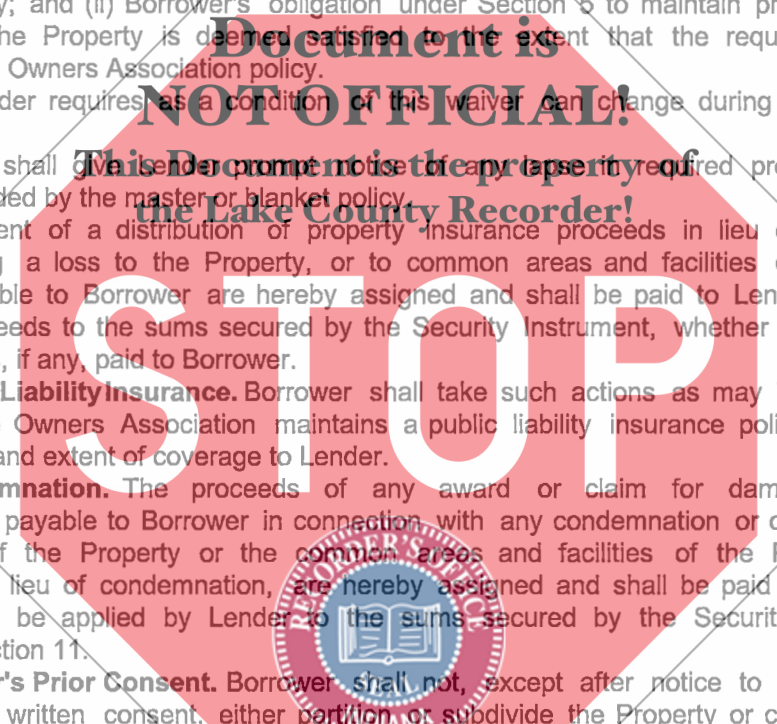 y; and (ii) Borrower's obligation under Section 5 to maintain pr
he Property is deemed satisfied to the extent that the requ
Document is
Owners Association policy.
der requires as a condition of this waiver can change during
NOT OFFICIAL!
shall give Lender prompt notice of any lapse in required pro
This Document is the property of
ded by the master or blanket policy.
the Lake County Recorder!
ent of a distribution of property insurance proceeds in lieu
a loss to the Property, or to common areas and facilities
ble to Borrower are hereby assigned and shall be paid to Len
eeds to the sums secured by the Security Instrument, whether
, if any, paid to Borrower.
STOP
Liability Insurance. Borrower shall take such actions as may
Owners Association maintains a public liability insurance poli
and extent of coverage to Lender.
mnation. The proceeds of any award or claim for dam
payable to Borrower in connection with any condemnation or
f the Property or the common areas and facilities of the
lieu of condemnation, are hereby assigned and shall be paid
be applied by Lender to the sums secured by the Securit
ction 11.
RECORDER'S OFFICE
r's Prior Consent. Borrower shall not, except after notice to
written consent, either partition or subdivide the Property or